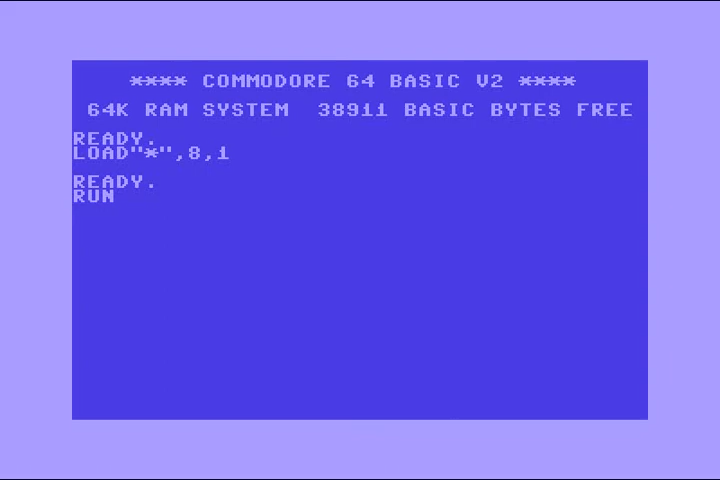 **** COMMODORE 64 BASIC V2 ****
64K RAM SYSTEM  38911 BASIC BYTES FREE
READY.
LOAD"*",8,1
READY.
RUN